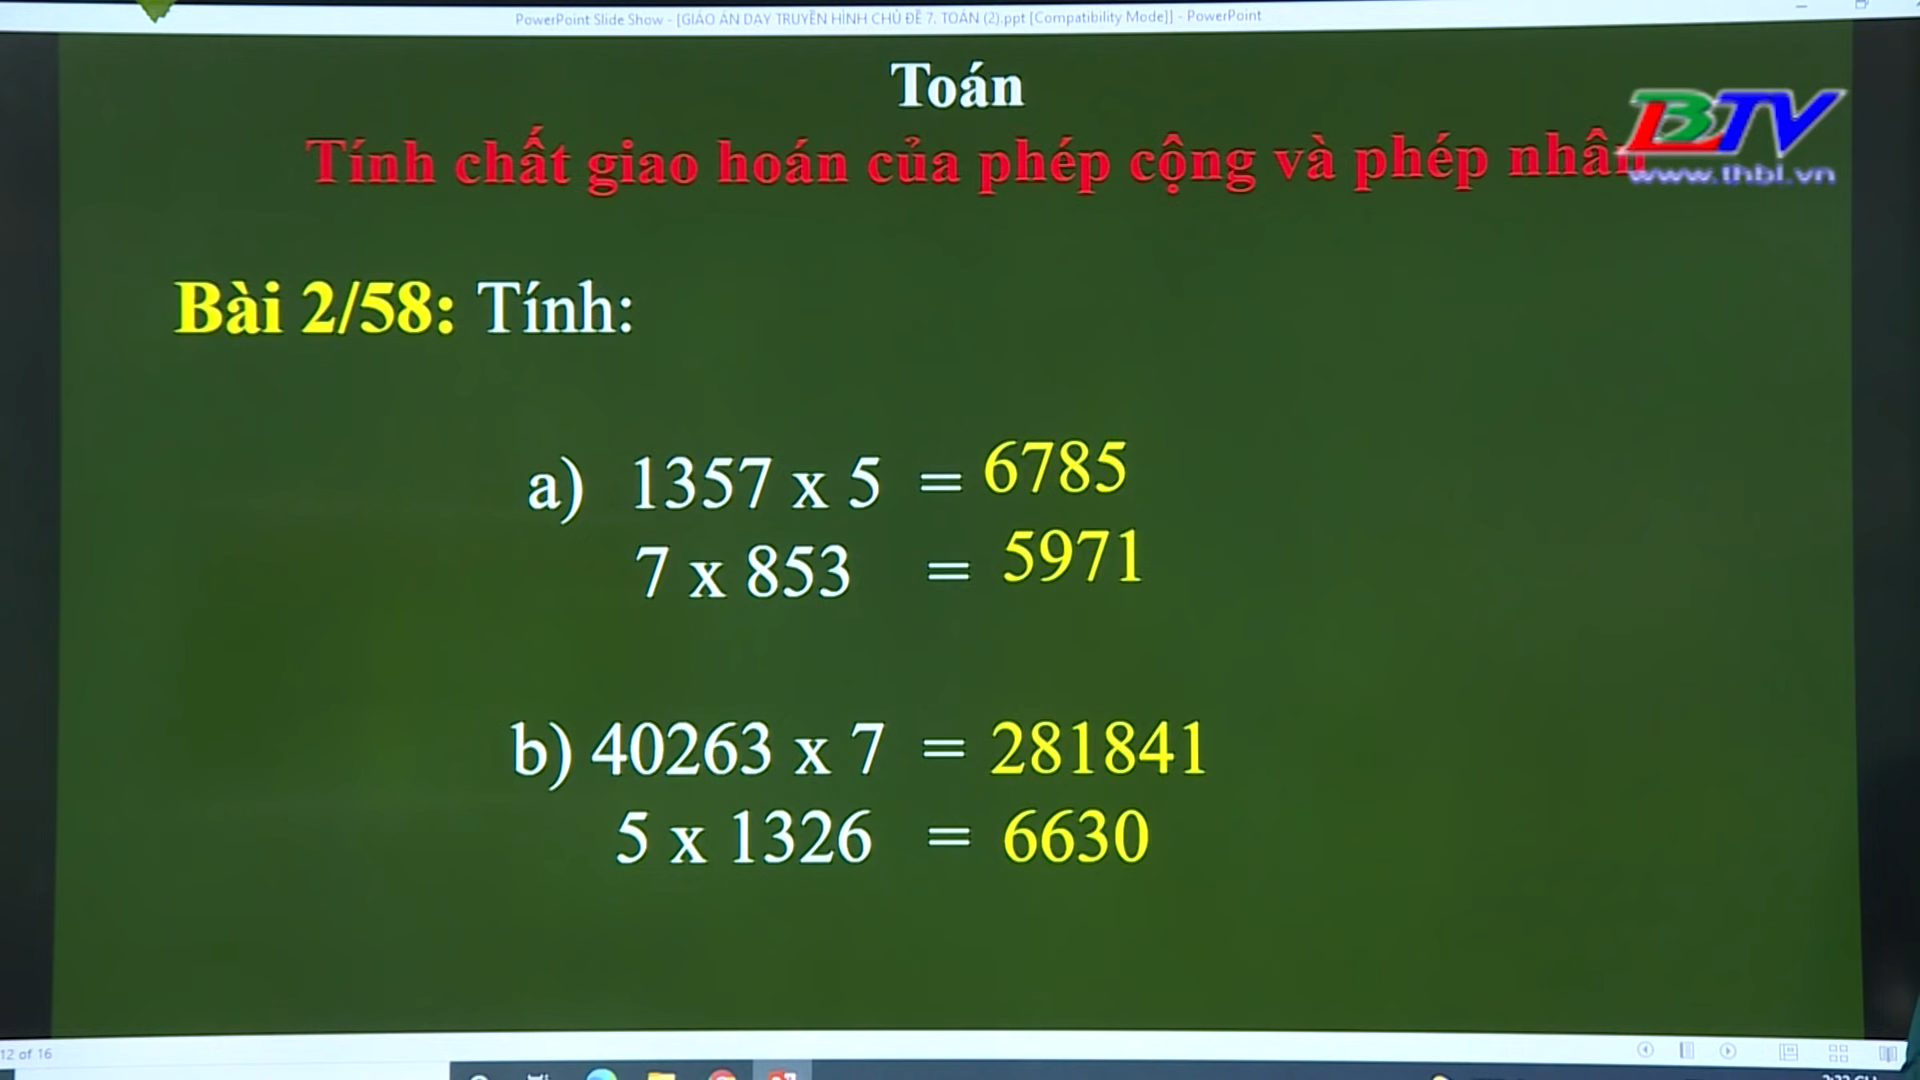 PowerPoint Slide Show - [GIÁO ÁN DẠY TRUYỀN HÌNH CHỦ ĐỀ 7. TOÁN (2).ppt [Compatibility Mode]] - PowerPoint
Toán
BTV
www.thbl.vn
Tính chất giao hoán của phép cộng và phép nhân
Bài 2/58: Tính:
a) 1357 x 5 = 6785
7 x 853 = 5971
b) 40263 x 7 = 281841
5 x 1326 = 6630
12 of 16